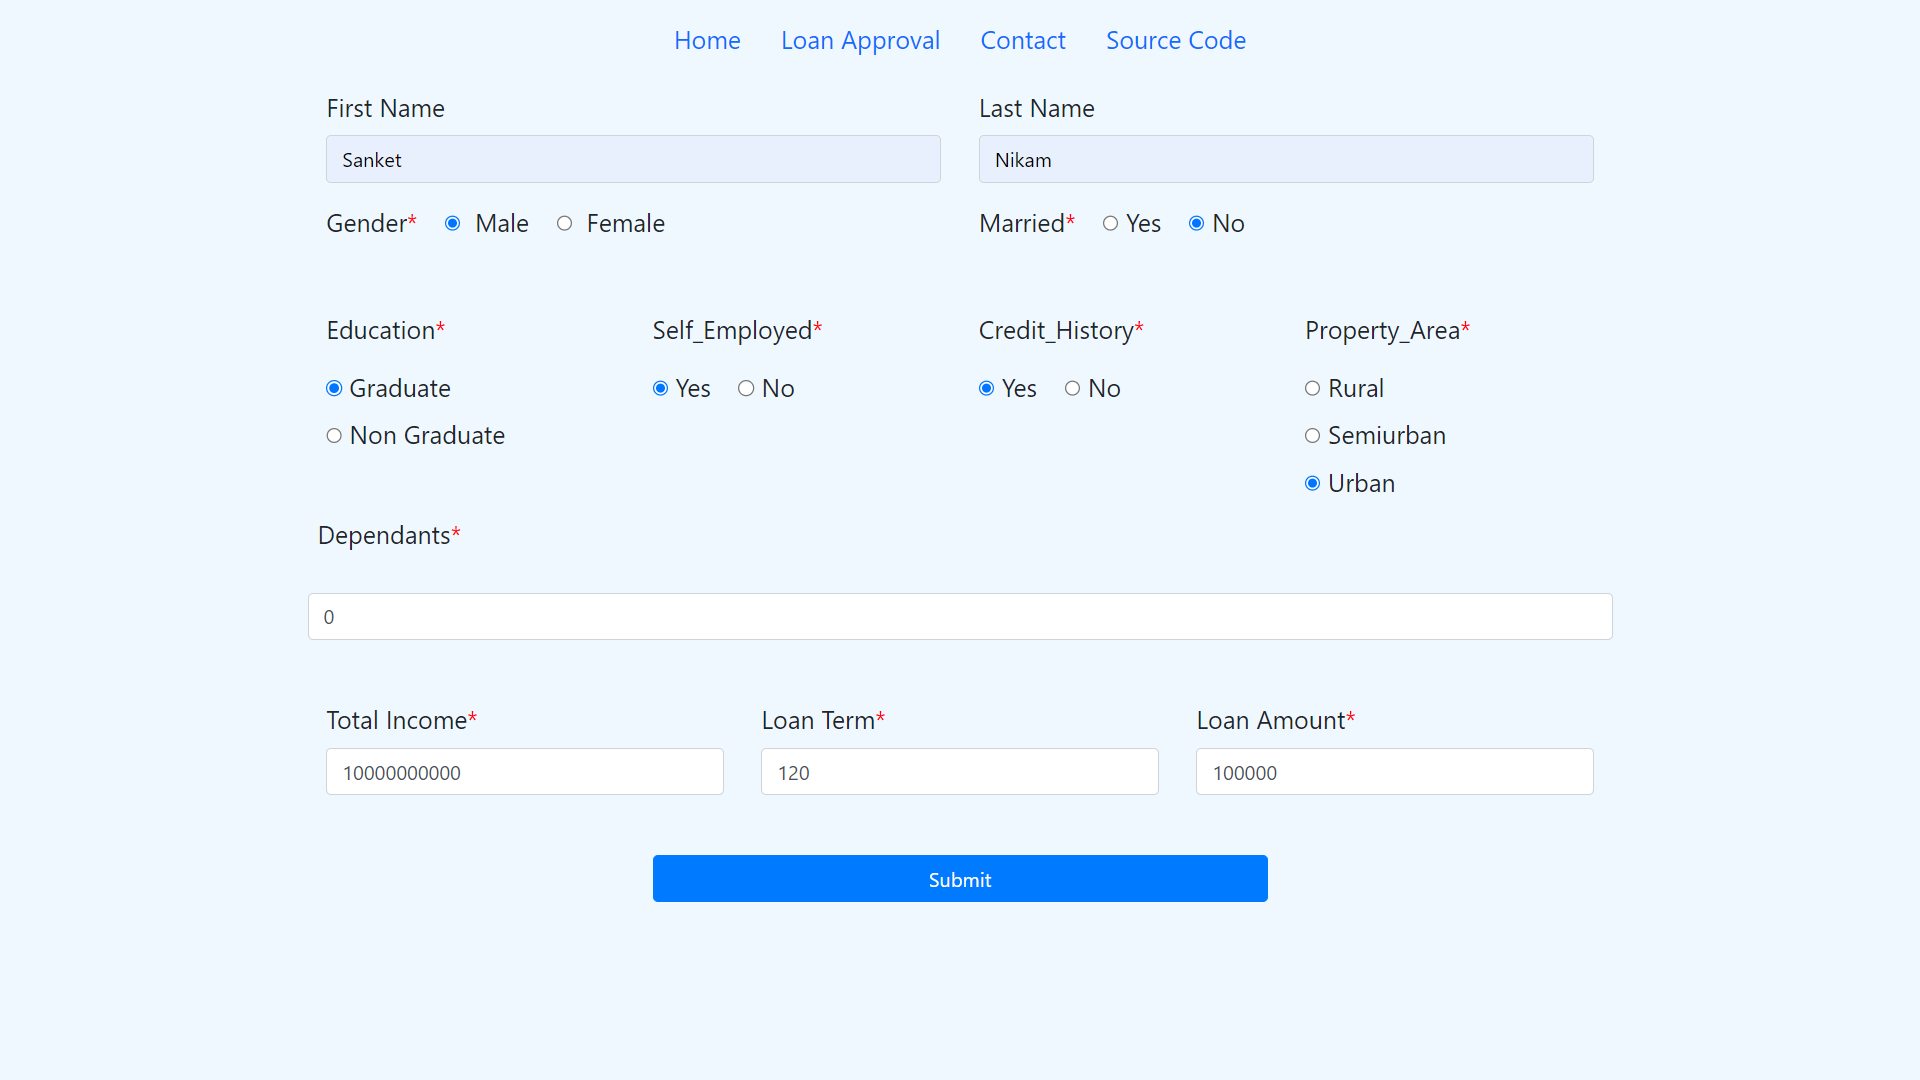 Home Loan Approval Contact Source Code
First Name Last Name
Sanket Nikam
Gender* Male Female Married* Yes No
Education* Self_Employed* Credit_History* Property_Area*
Graduate Yes No Yes No Rural
Non Graduate Semiurban
Urban
Dependants*
0
Total Income* Loan Term* Loan Amount*
10000000000 120 100000
Submit